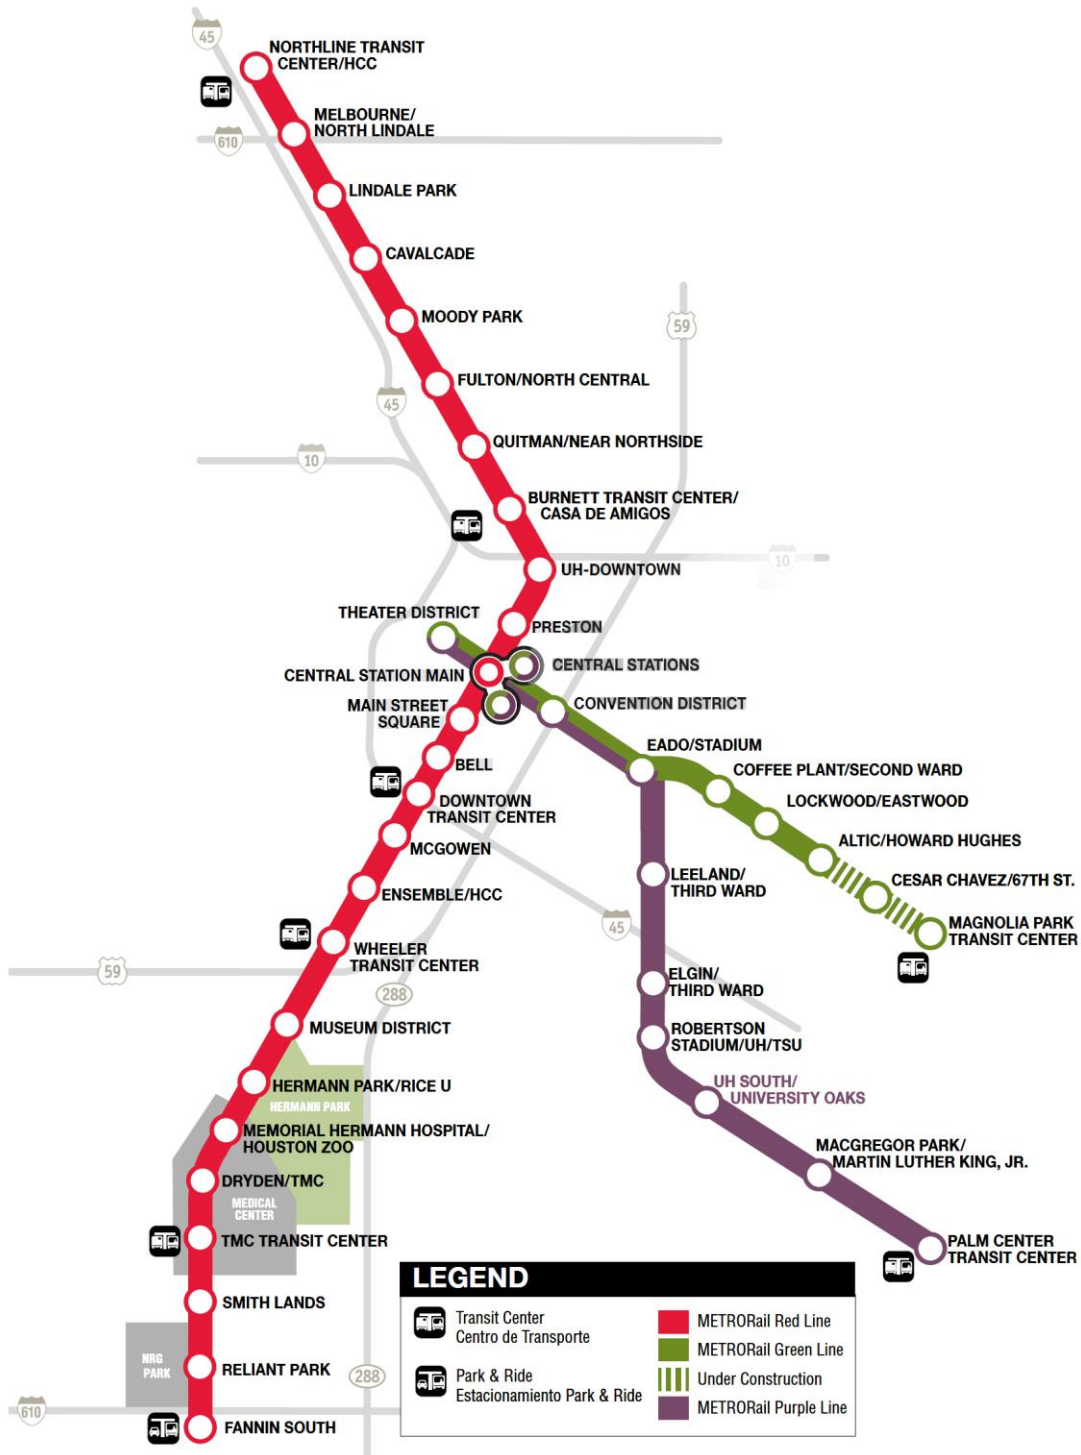 45
NORTHLINE TRANSIT
CENTER/HCC
MELBOURNE/
NORTH LINDALE
610
LINDALE PARK
CAVALCADE
MOODY PARK
59
FULTON/NORTH CENTRAL
45
QUITMAN/NEAR NORTHSIDE
10
BURNETT TRANSIT CENTER/
CASA DE AMIGOS
UH-DOWNTOWN
10
THEATER DISTRICT
PRESTON
CENTRAL STATION MAIN
CENTRAL STATIONS
MAIN STREET
SQUARE
CONVENTION DISTRICT
EADO/STADIUM
BELL
COFFEE PLANT/SECOND WARD
DOWNTOWN
TRANSIT CENTER
LOCKWOOD/EASTWOOD
MCGOWEN
ALTIC/HOWARD HUGHES
LEELAND/
THIRD WARD
CESAR CHAVEZ/67TH ST.
ENSEMBLE/HCC
MAGNOLIA PARK
TRANSIT CENTER
45
WHEELER
TRANSIT CENTER
59
288
ELGIN/
THIRD WARD
MUSEUM DISTRICT
ROBERTSON
STADIUM/UH/TSU
HERMANN PARK/RICE U
HERMANN PARK
UH SOUTH/
UNIVERSITY OAKS
MEMORIAL HERMANN HOSPITAL/
HOUSTON ZOO
MACGREGOR PARK/
MARTIN LUTHER KING, JR.
DRYDEN/TMC
MEDICAL
CENTER
TMC TRANSIT CENTER
PALM CENTER
TRANSIT CENTER
SMITH LANDS
NRG
PARK
RELIANT PARK
288
610
FANNIN SOUTH
LEGEND
Transit Center
Centro de Transporte
Park & Ride
Estacionamiento Park & Ride
METRORail Red Line
METRORail Green Line
Under Construction
METRORail Purple Line